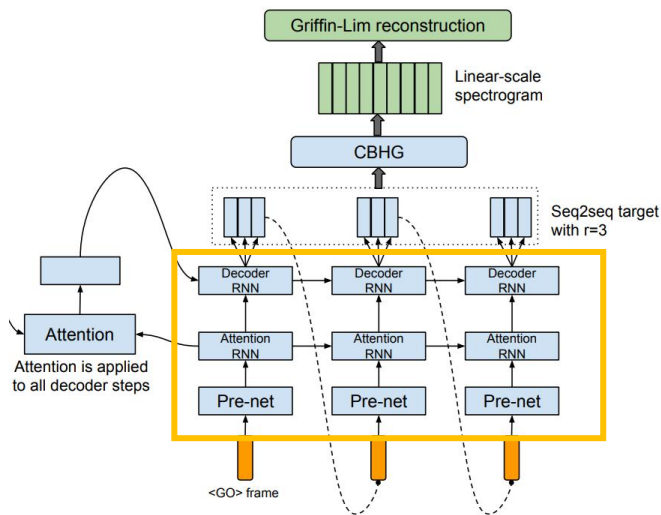 Griffin-Lim reconstruction
Linear-scale
spectrogram
CBHG
Seq2seq target
with r=3
Decoder
RNN
Decoder
RNN
Decoder
RNN
Attention
Attention is applied
to all decoder steps
Attention
RNN
Attention
RNN
Attention
RNN
Pre-net
Pre-net
Pre-net
<GO> frame